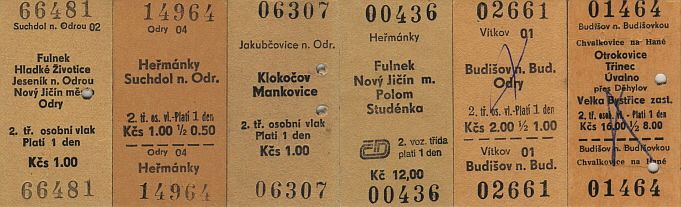 66481
Suchdol n. Odrou 02
Fulnek
Hladké Životice
Jeseník n. Odrou
Nový Jičín měs
Odry
2. tř. osobní vlak
Platí 1 den
Kčs 1.00
66481
14964
Odry 04
Heřmánky
Suchdol n. Odr.
2. tř. os. vl.-Platí 1 den
Kčs 1.00 ½ 0.50
Odry 04
Heřmánky
14964
06307
Jakubčovice n. Odr.
Klokočov
Mankovice
2. tř. osobní vlak
Platí 1 den
Kčs 1.00
06307
00436
Heřmánky
Fulnek
Nový Jičín m.
Polom
Studénka
ČD
2. voz. třída
platí 1 den
Kč 12,00
00436
02661
Vítkov 01
Budišov n. Bud.
Odry
2. tř. os. vl.-Platí 1 den
Kčs 2.00 ½ 1.00
Vítkov 01
Budišov n. Bud.
02661
01464
Budišov n. Budišovkou
Chvalkovice na Hané
Otrokovice
Třinec
Úvalno
přes Děhylov
Velká Bystřice zast.
2. tř. os. vl.-Platí 1 den
Kčs 16.00 ½ 8.00
Budišov n. Budišovkou
Chvalkovice na Hané
01464